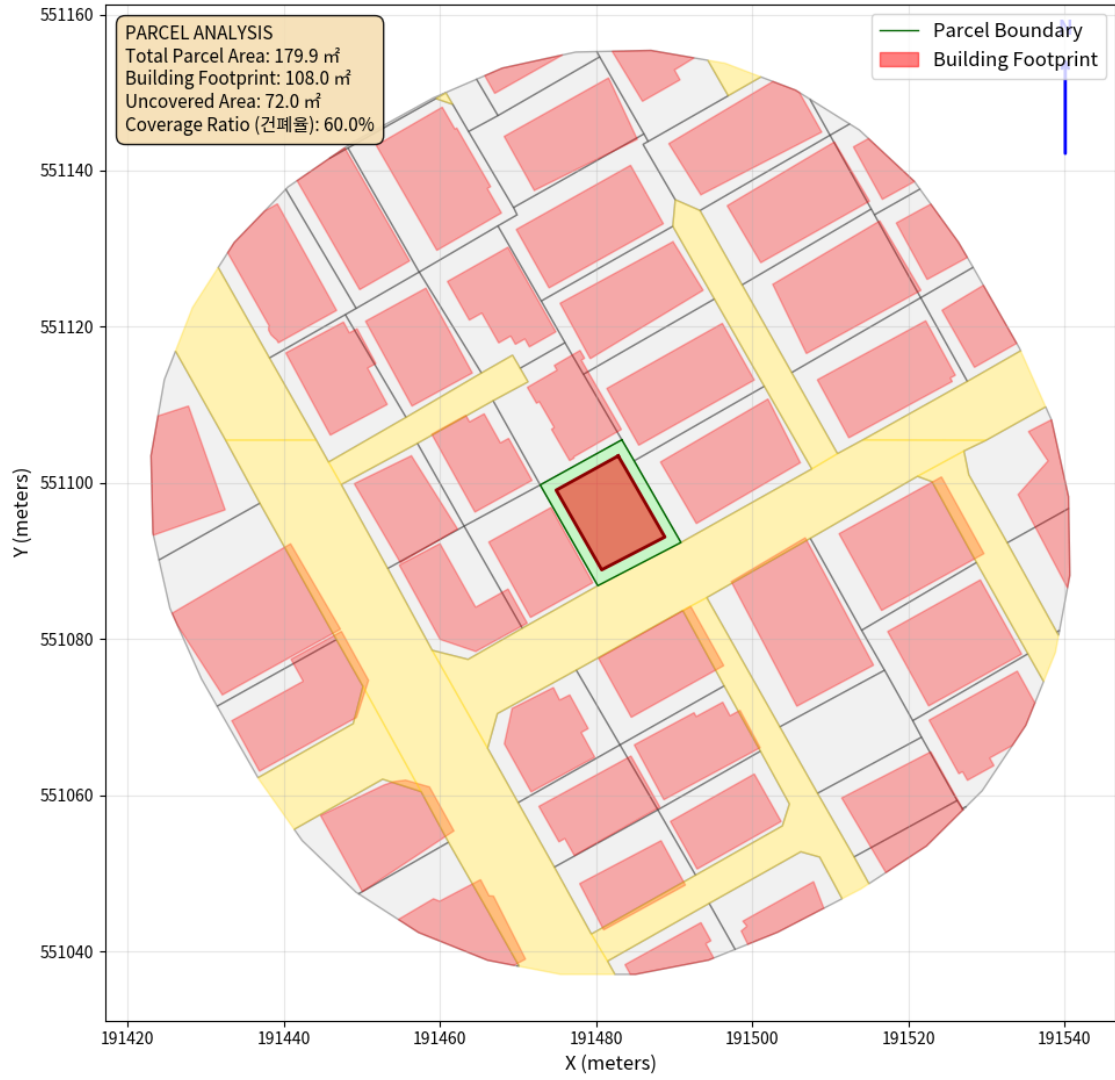 PARCEL ANALYSIS
Total Parcel Area: 179.9 ㎡
Building Footprint: 108.0 ㎡
Uncovered Area: 72.0 ㎡
Coverage Ratio (건폐율): 60.0%
Parcel Boundary
Building Footprint
N
551160
551140
551120
551100
551080
551060
551040
Y (meters)
191420
191440
191460
191480
191500
191520
191540
X (meters)